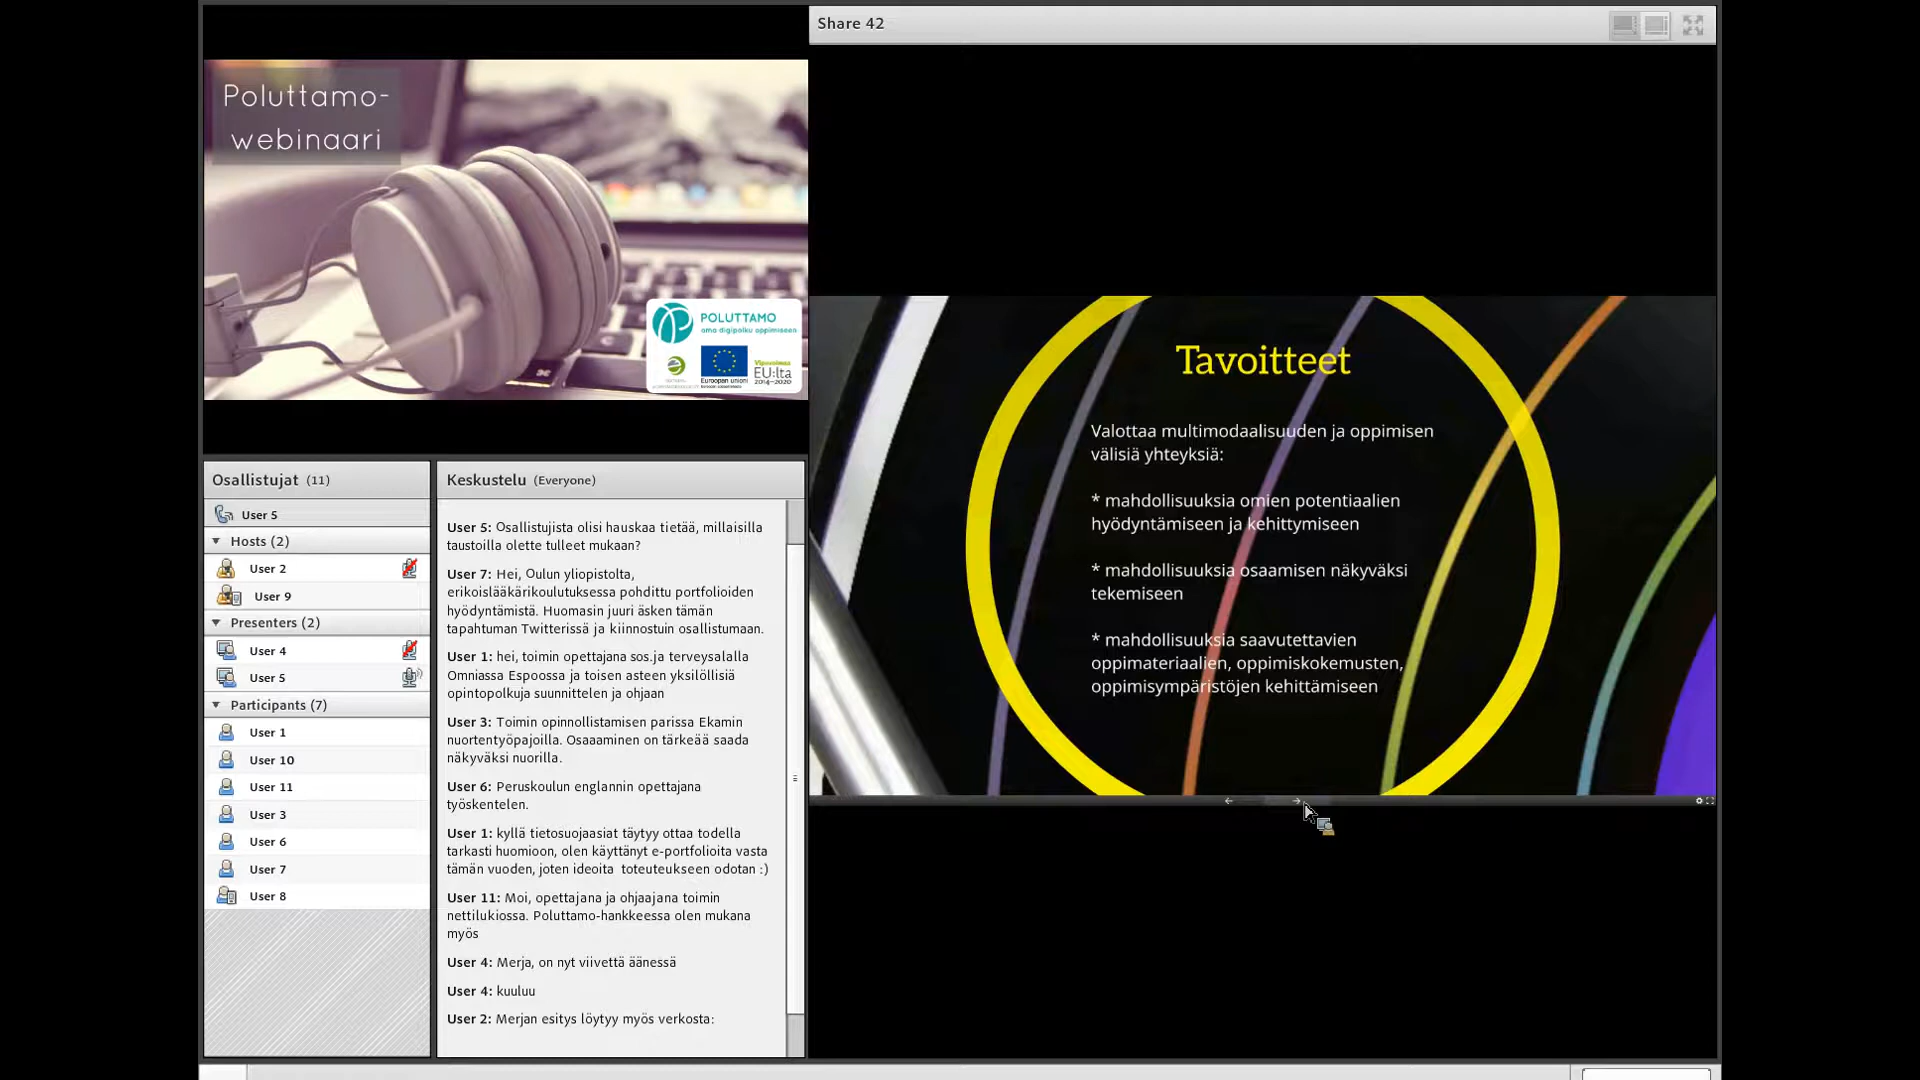 Share 42
Poluttamo-
webinaari
POLUTTAMO
oma digipolku oppimiseen
Euroopan unioni
Vipuvoimaa
EU:lta
2014–2020
Osallistujat (11)
User 5
Hosts (2)
User 2
User 9
Presenters (2)
User 4
User 5
Participants (7)
User 1
User 10
User 11
User 3
User 6
User 7
User 8
Keskustelu (Everyone)
User 5: Osallistujista olisi hauskaa tietää, millaisilla
taustoilla olette tulleet mukaan?
User 7: Hei, Oulun yliopistolta,
erikoislääkärikoulutuksessa pohdittu portfolioiden
hyödyntämistä. Huomasin juuri äsken tämän
tapahtuman Twitterissä ja kiinnostuin osallistumaan.
User 1: hei, toimin opettajana sos.ja terveysalalla
Omniassa Espoossa ja toisen asteen yksilöllisiä
opintopolkuja suunnittelen ja ohjaan
User 3: Toimin opinnollistamisen parissa Ekamin
nuortentyöpajoilla. Osaaaminen on tärkeää saada
näkyväksi nuorilla.
User 6: Peruskoulun englannin opettajana
työskentelen.
User 1: kyllä tietosuojaasiat täytyy ottaa todella
tarkasti huomioon, olen käyttänyt e-portfolioita vasta
tämän vuoden, joten ideoita toteuteukseen odotan :)
User 11: Moi, opettajana ja ohjaajana toimin
nettilukiossa. Poluttamo-hankkeessa olen mukana
myös
User 4: Merja, on nyt viivettä äänessä
User 4: kuuluu
User 2: Merjan esitys löytyy myös verkosta:
Tavoitteet
Valottaa multimodaalisuuden ja oppimisen
välisiä yhteyksiä:
* mahdollisuuksia omien potentiaalien
hyödyntämiseen ja kehittymiseen
* mahdollisuuksia osaamisen näkyväksi
tekemiseen
* mahdollisuuksia saavutettavien
oppimateriaalien, oppimiskokemusten,
oppimisympäristöjen kehittämiseen